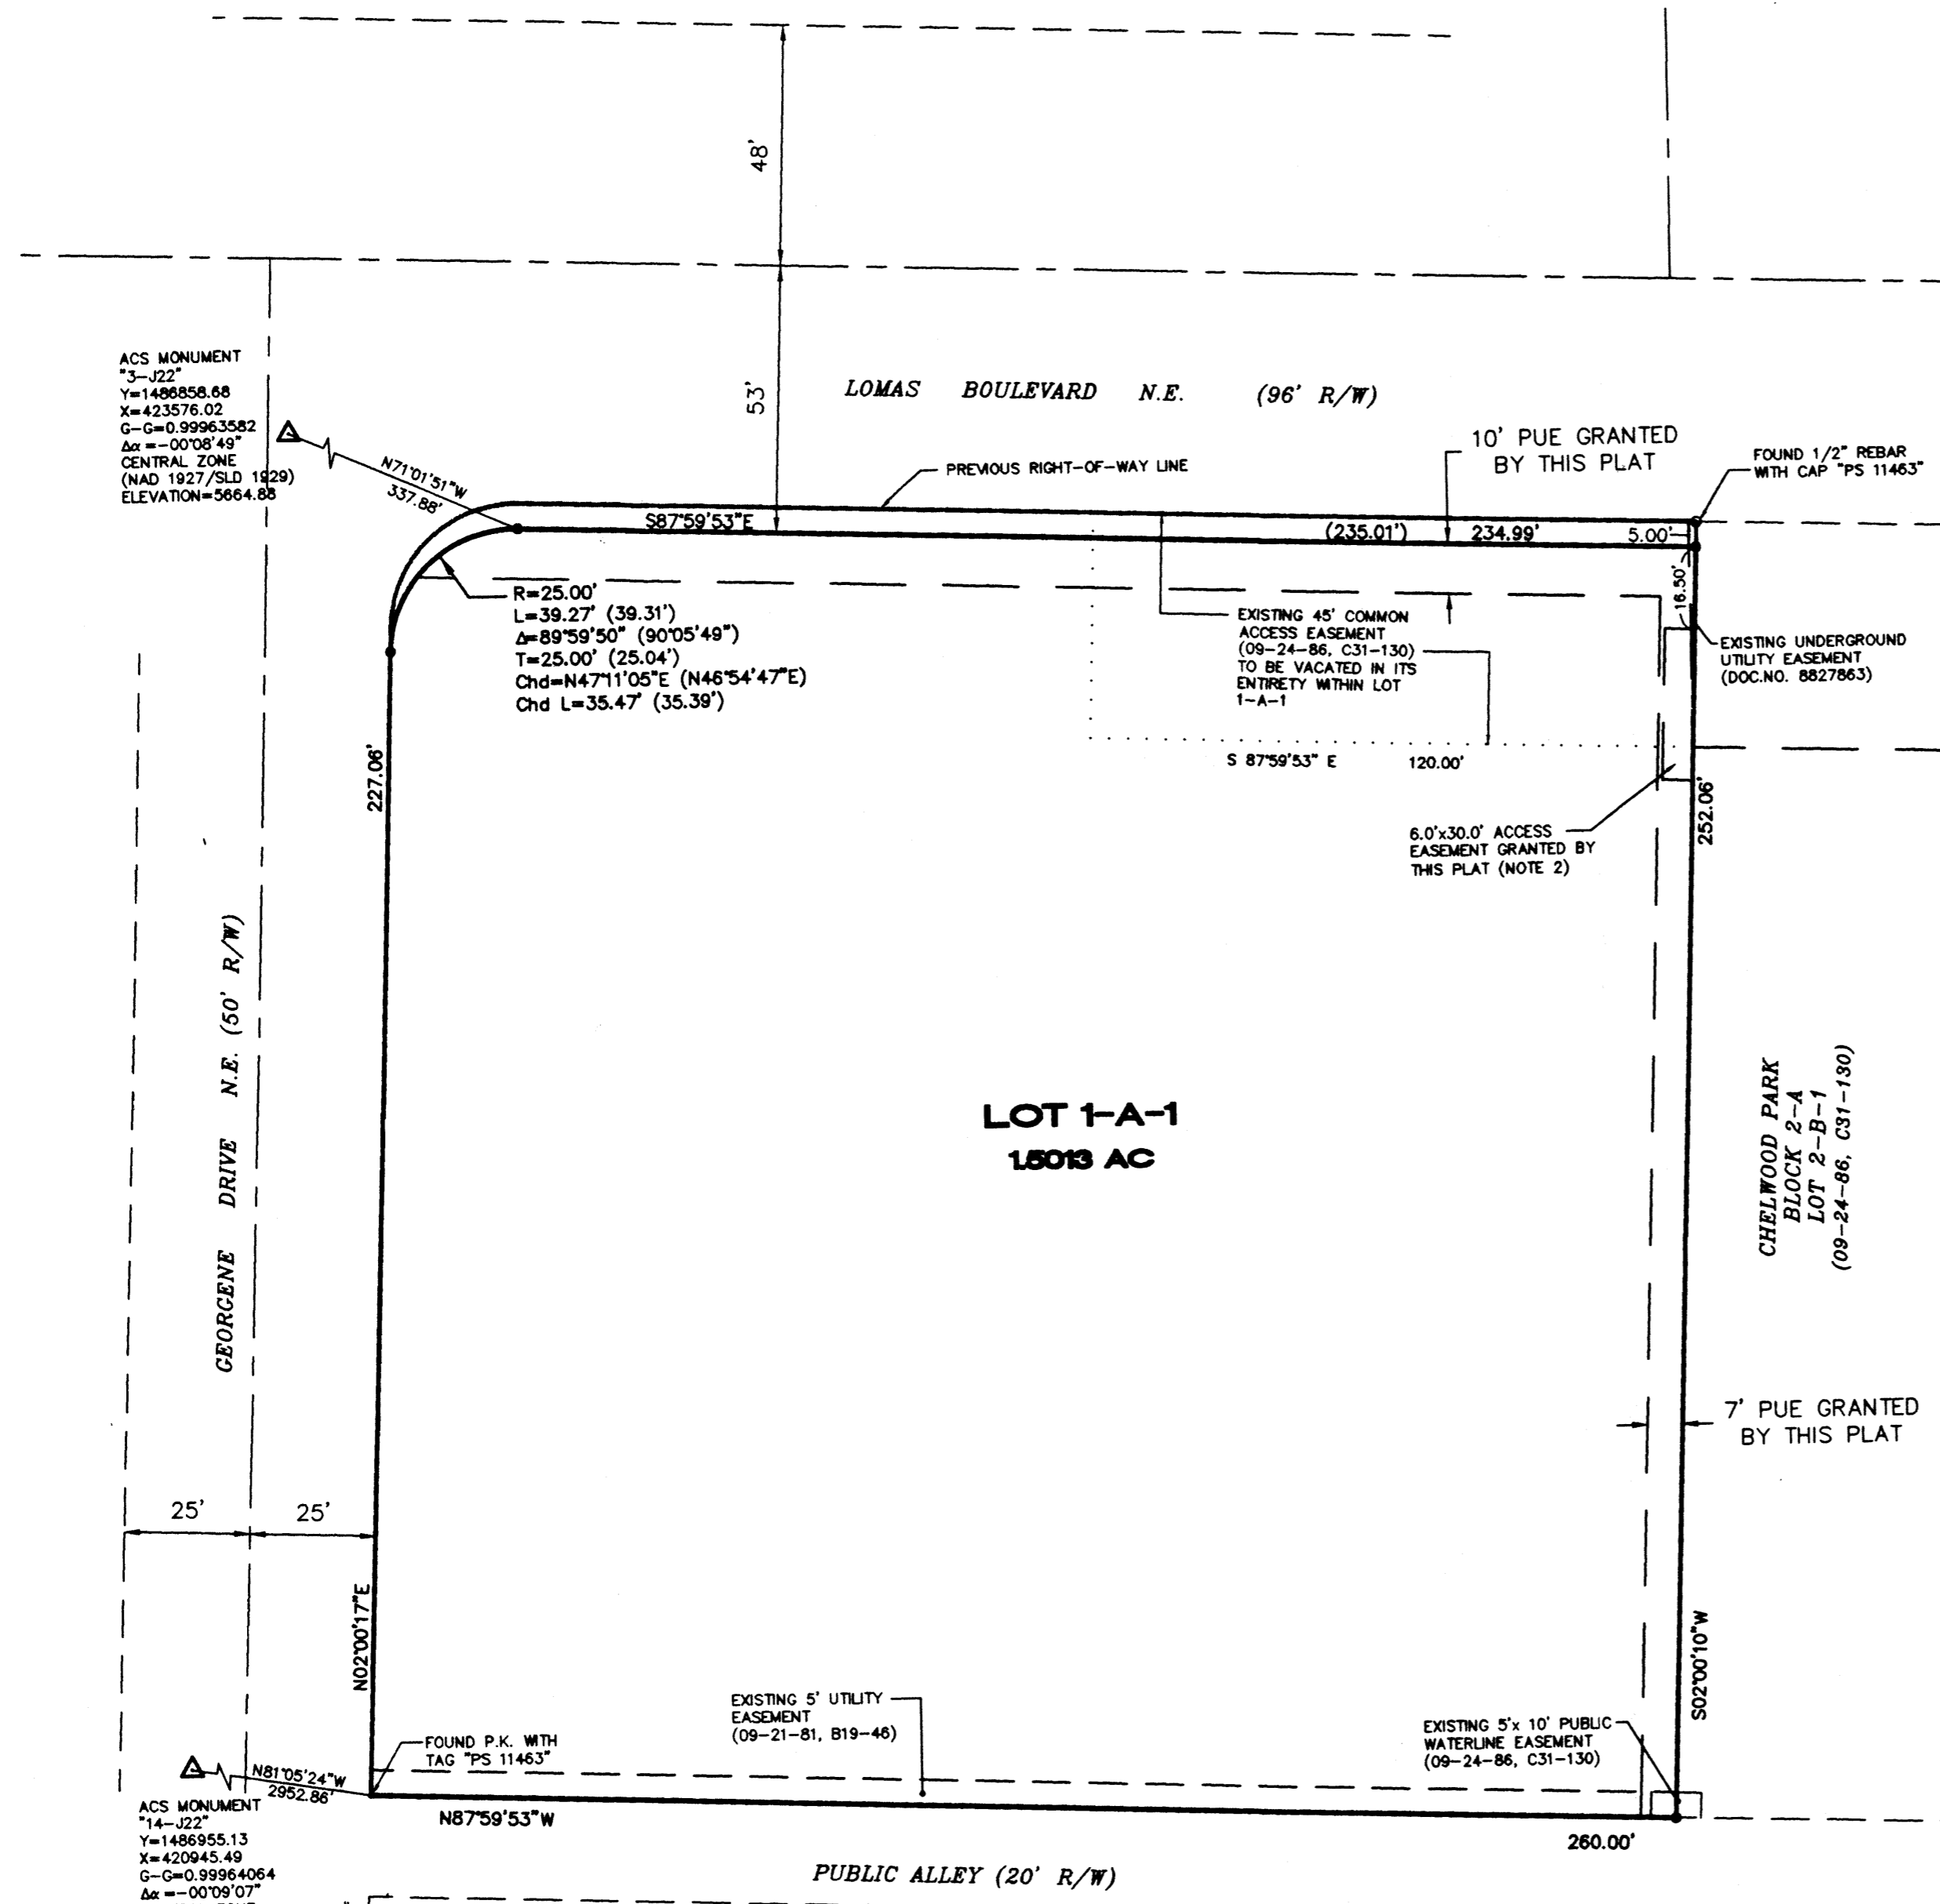 48'
53'
ACS MONUMENT
"3-J22"
Y=1486858.68
X=423576.02
G-G=0.99963582
Δα =-00°08'49"
CENTRAL ZONE
(NAD 1927/SLD 1929)
ELEVATION=5664.88
N71°01'51"W
337.88'
LOMAS BOULEVARD N.E. (96' R/W)
PREVIOUS RIGHT-OF-WAY LINE
10' PUE GRANTED
BY THIS PLAT
FOUND 1/2" REBAR
WITH CAP "PS 11463"
S87°59'53"E
(235.01') 234.99'
5.00'
16.50'
R=25.00'
L=39.27' (39.31')
Δ=89°59'50" (90°05'49")
T=25.00' (25.04')
Chd=N47°11'05"E (N46°54'47"E)
Chd L=35.47' (35.39')
EXISTING 45' COMMON
ACCESS EASEMENT
(09-24-86, C31-130)
TO BE VACATED IN ITS
ENTIRETY WITHIN LOT
1-A-1
EXISTING UNDERGROUND
UTILITY EASEMENT
(DOC.NO. 8827863)
S 87°59'53" E 120.00'
227.06'
252.06'
6.0'x30.0' ACCESS
EASEMENT GRANTED BY
THIS PLAT (NOTE 2)
GEORGENE DRIVE N.E. (50' R/W)
LOT 1-A-1
1.5013 AC
CHELWOOD PARK
BLOCK 2-A
LOT 2-B-1
(09-24-86, C31-130)
7' PUE GRANTED
BY THIS PLAT
25'
25'
N02°00'17"E
S02°00'10"W
EXISTING 5' UTILITY
EASEMENT
(09-21-81, B19-46)
FOUND P.K. WITH
TAG "PS 11463"
EXISTING 5'x 10' PUBLIC
WATERLINE EASEMENT
(09-24-86, C31-130)
N81°05'24"W
2952.86'
ACS MONUMENT
"14-J22"
Y=1486955.13
X=420945.49
G-G=0.99964064
Δα =-00°09'07"
N87°59'53"W
260.00'
PUBLIC ALLEY (20' R/W)